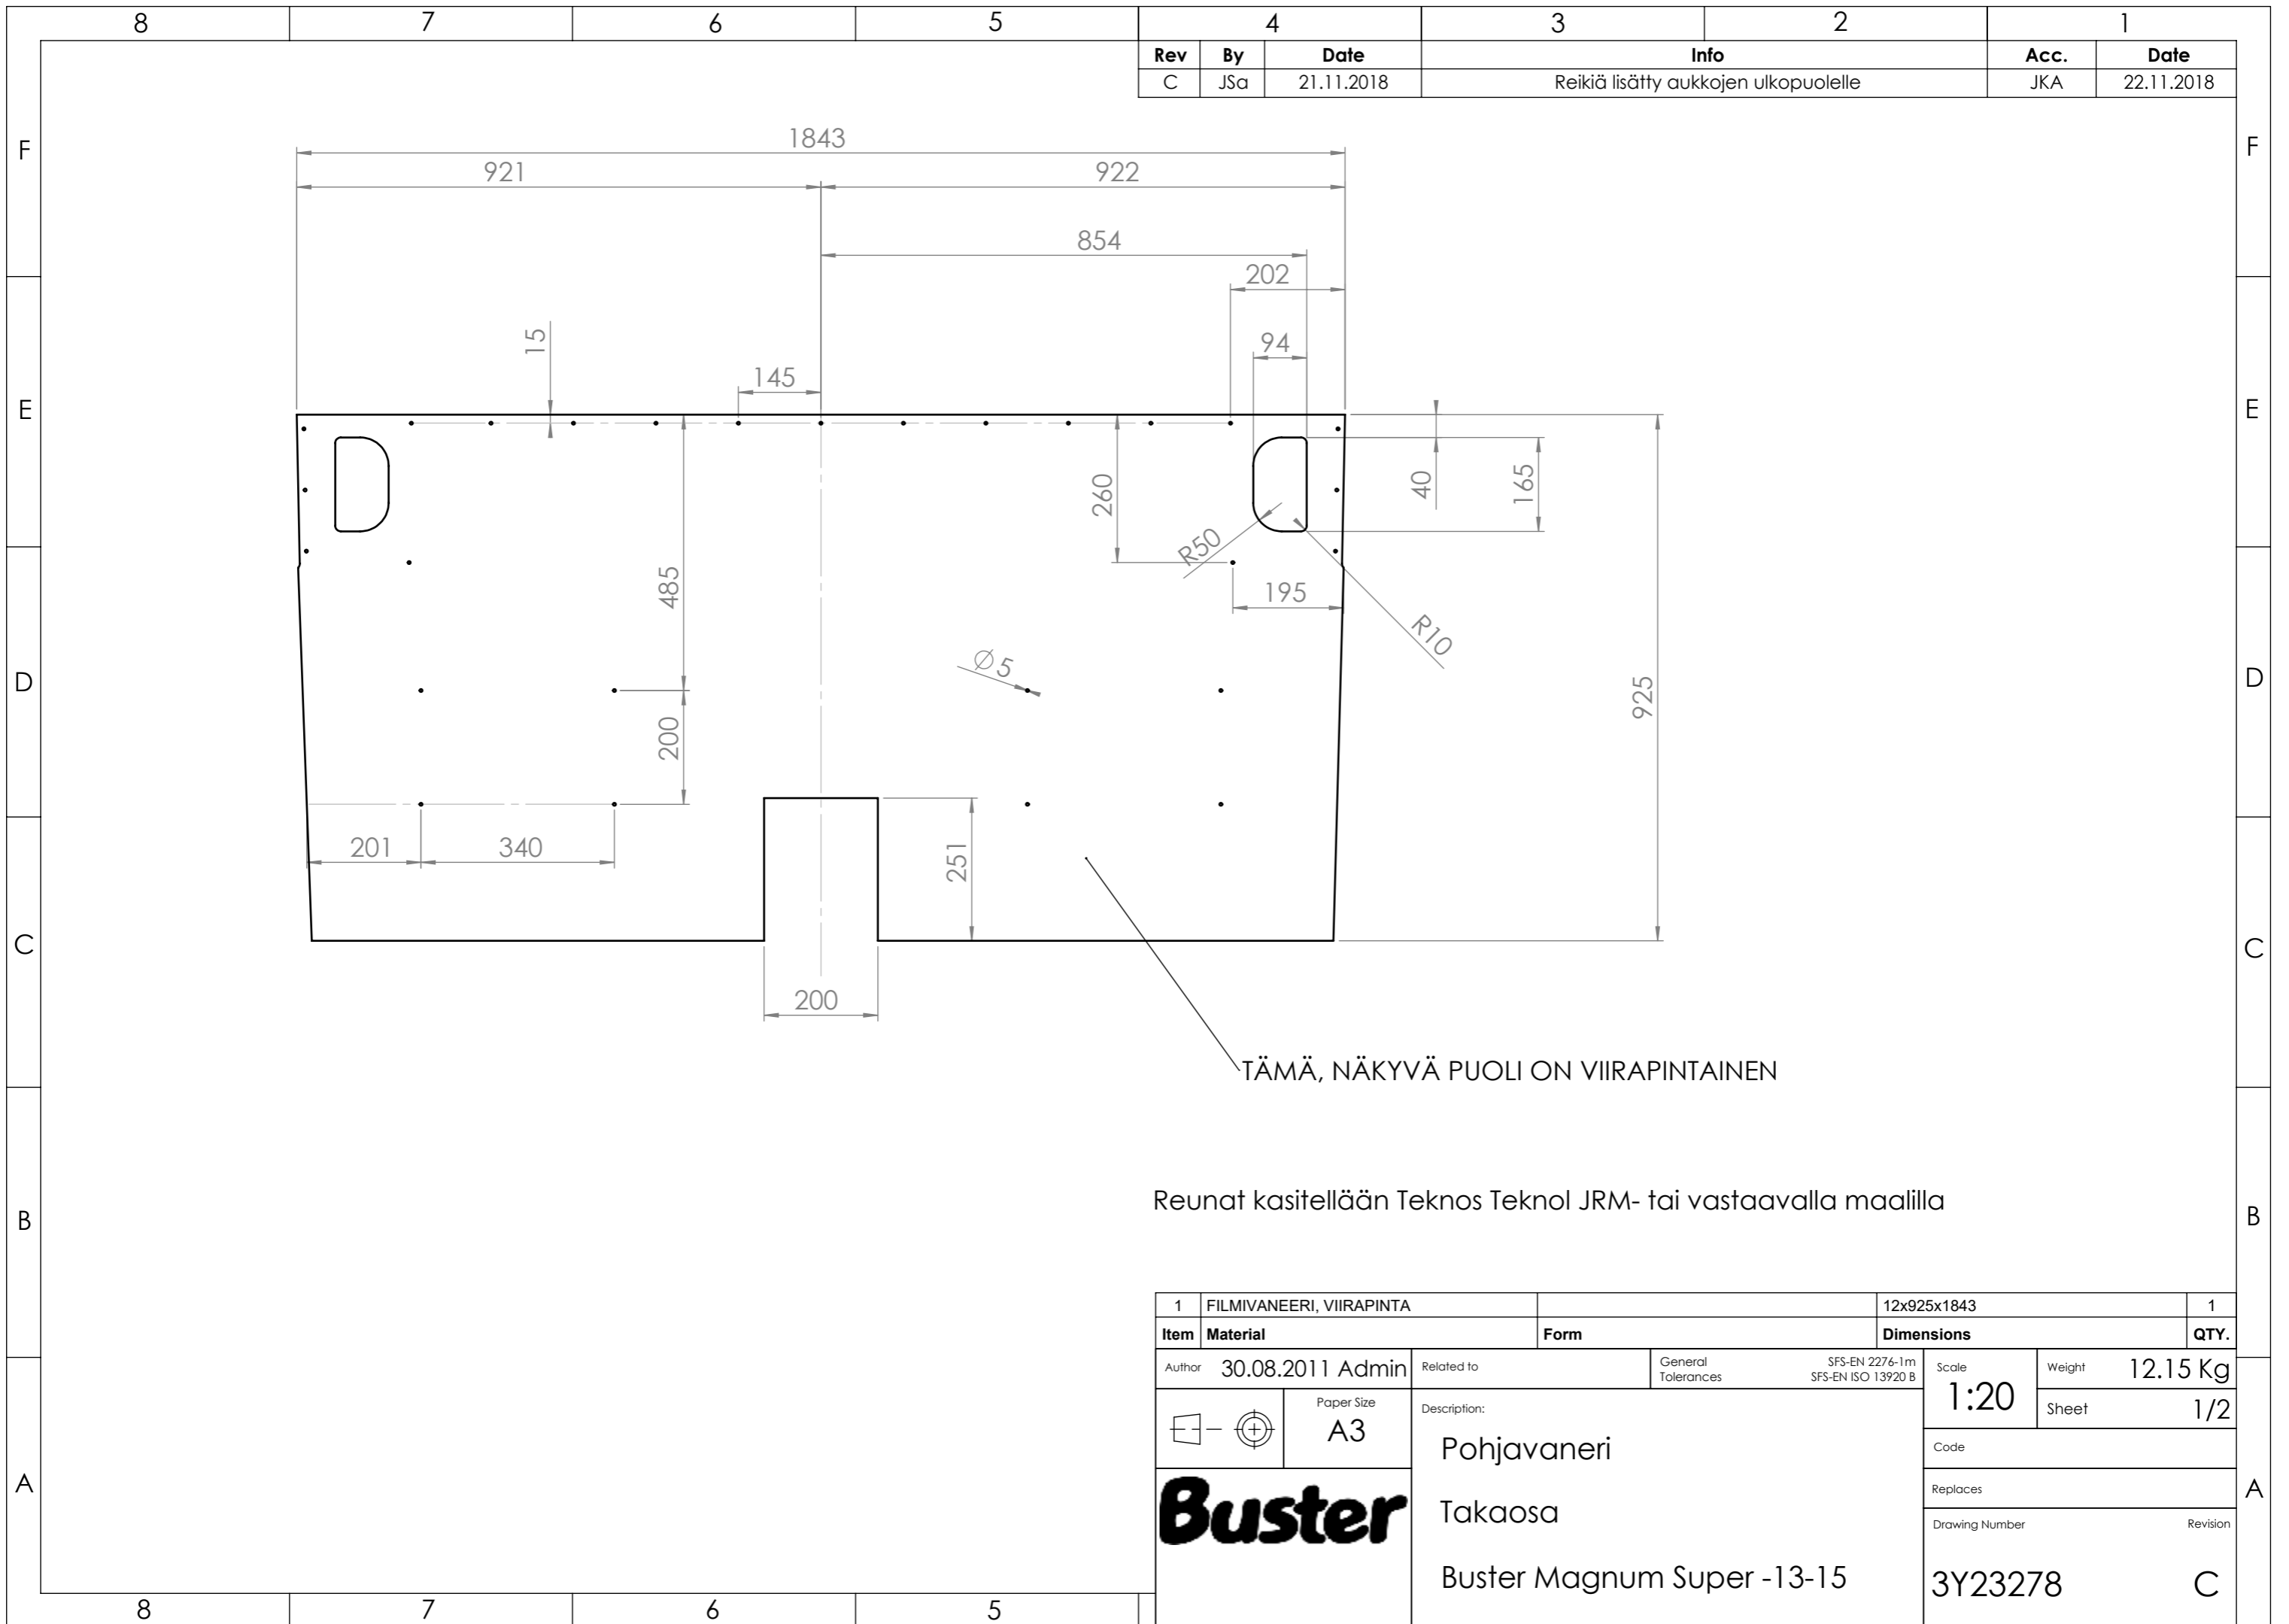 8 7 6 5 4 3 2 1
Rev By Date Info Acc. Date
C JSa 21.11.2018 Reikiä lisätty aukkojen ulkopuolelle JKA 22.11.2018
F F
1843
921 922
854
202
15
94
145
E E
260
40
165
R50
485
195
R10
D D
Ø 5
925
200
201 340
251
C C
200
TÄMÄ, NÄKYVÄ PUOLI ON VIIRAPINTAINEN
Reunat kasitellään Teknos Teknol JRM- tai vastaavalla maalilla
B B
1 FILMIVANEERI, VIIRAPINTA 12x925x1843 1
Item Material Form Dimensions QTY.
Author 30.08.2011 Admin Related to General Tolerances SFS-EN 2276-1m SFS-EN ISO 13920 B
Scale 1:20 Weight 12.15 Kg
Sheet 1/2
Paper Size
A3
Description:
Pohjavaneri
Takaosa
Buster Magnum Super -13-15
Code
Replaces
Drawing Number Revision
3Y23278 C
Buster
A A
8 7 6 5